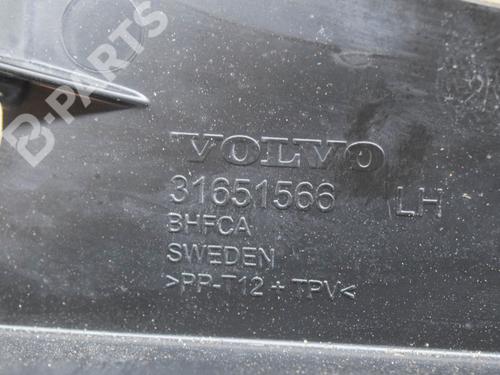 B-PARTS
VOLVO
31651566 LH
BHFCA
SWEDEN
>PP-T12+TPV<